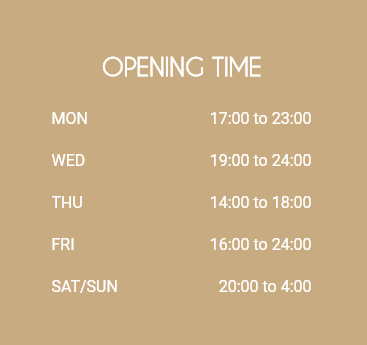 OPENING TIME
MON 17:00 to 23:00
WED 19:00 to 24:00
THU 14:00 to 18:00
FRI 16:00 to 24:00
SAT/SUN 20:00 to 4:00